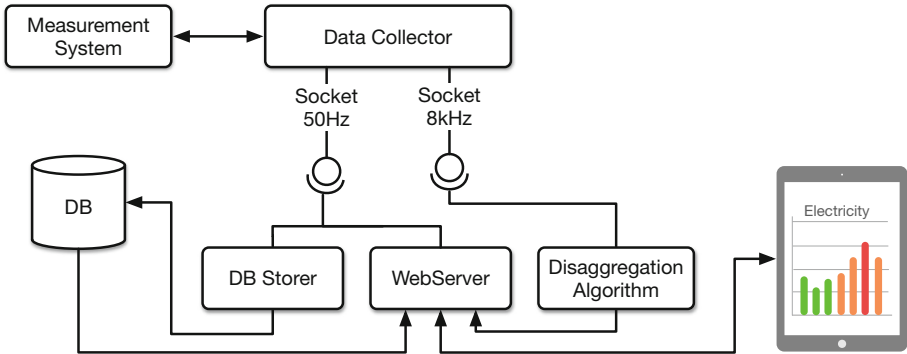 Measurement
System
Data Collector
Socket
50Hz
Socket
8kHz
DB
DB Storer
WebServer
Disaggregation
Algorithm
Electricity